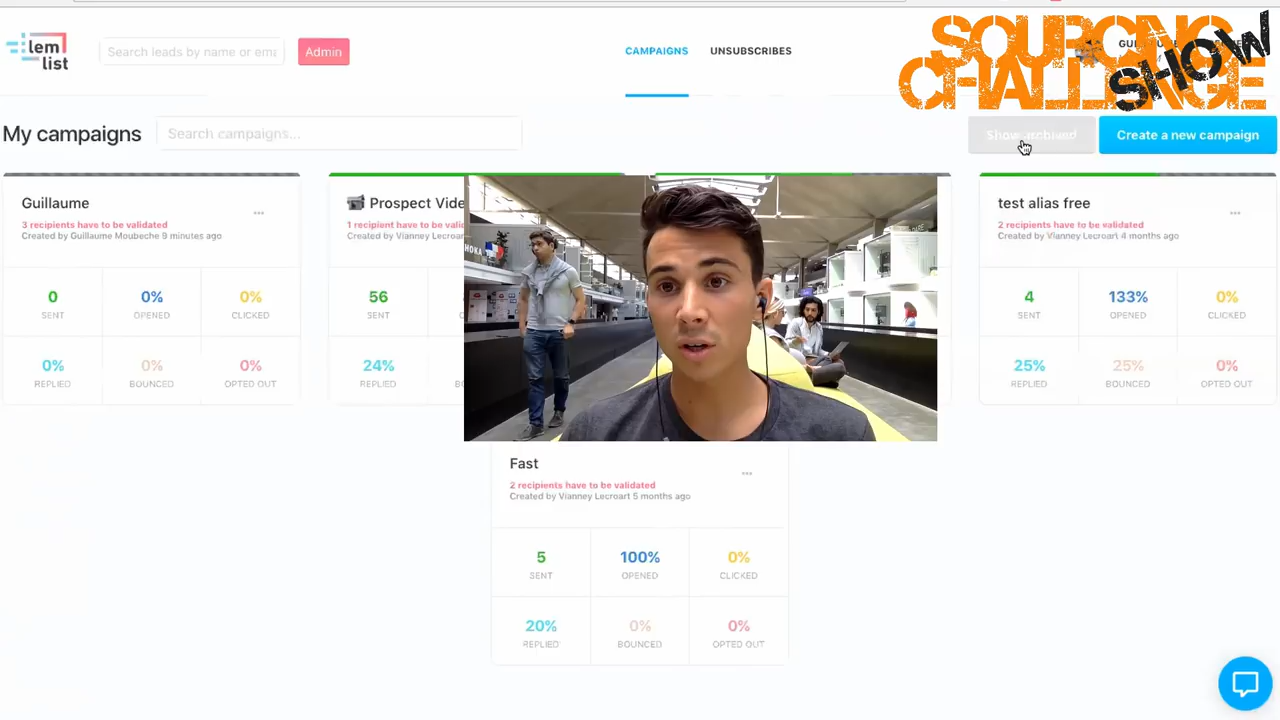 lem
list
Search leads by name or ema
Admin
CAMPAIGNS
UNSUBSCRIBES
SOURCING
CHALLENGE
SHOW
My campaigns
Search campaigns...
Show archived
Create a new campaign
Guillaume
3 recipients have to be validated
Created by Guillaume Moubeche 9 minutes ago
0
SENT
0%
OPENED
0%
CLICKED
0%
REPLIED
0%
BOUNCED
0%
OPTED OUT
Prospect Vide
1 recipient have to be valid
Created by Vianney Lecroar
56
SENT
24%
REPLIED
BO
test alias free
2 recipients have to be validated
Created by Vianney Lecroart 4 months ago
4
SENT
133%
OPENED
0%
CLICKED
25%
REPLIED
25%
BOUNCED
0%
OPTED OUT
Fast
2 recipients have to be validated
Created by Vianney Lecroart 5 months ago
5
SENT
100%
OPENED
0%
CLICKED
20%
REPLIED
0%
BOUNCED
0%
OPTED OUT